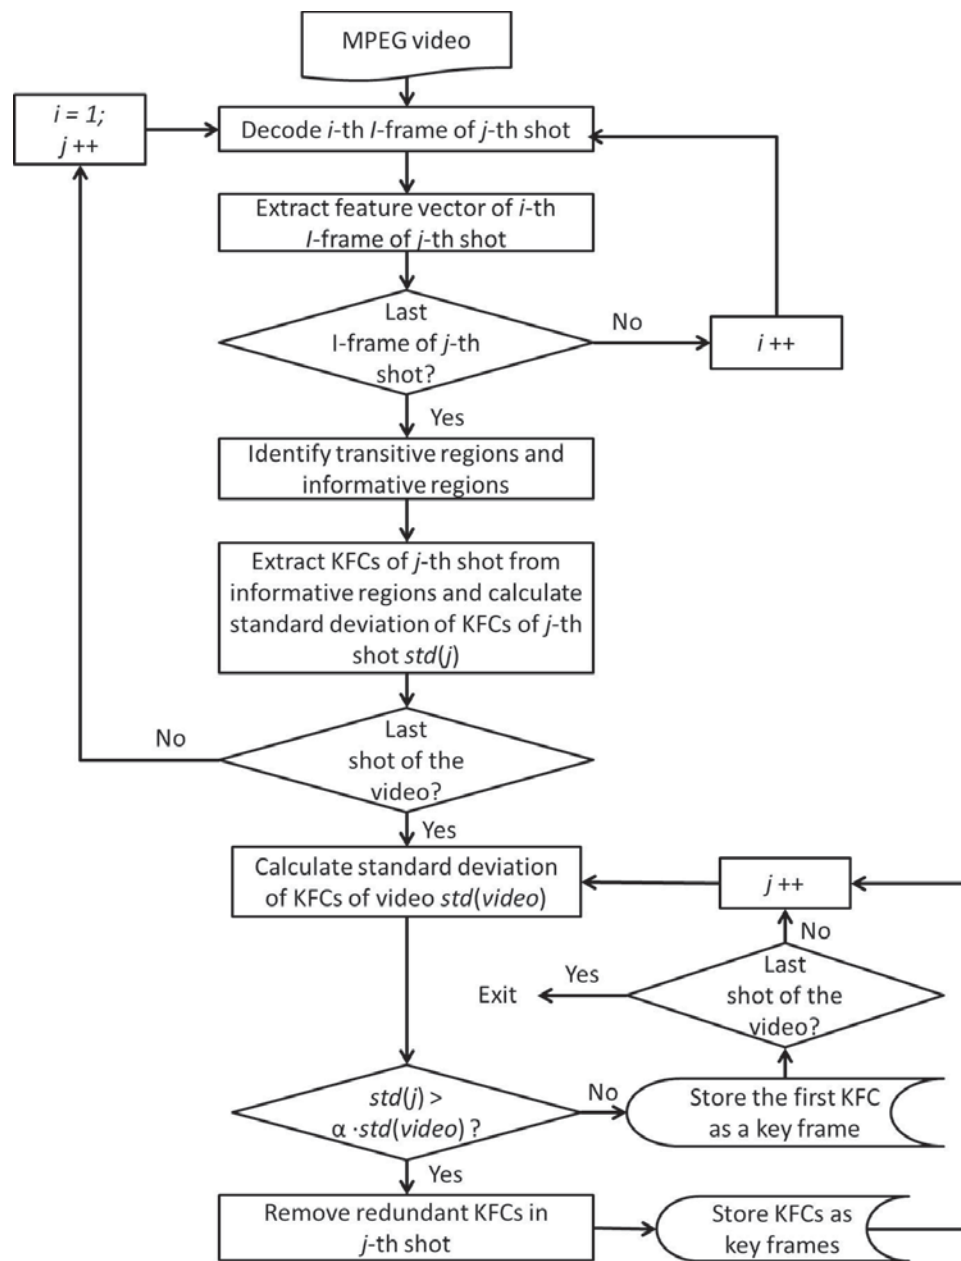 MPEG video
i = 1;
j ++
Decode i-th I-frame of j-th shot
Extract feature vector of i-th
I-frame of j-th shot
Last
I-frame of j-th
shot?
No
i ++
Yes
Identify transitive regions and
informative regions
Extract KFCs of j-th shot from
informative regions and calculate
standard deviation of KFCs of j-th
shot std(j)
Last
shot of the
video?
No
Yes
Calculate standard deviation
of KFCs of video std(video)
j ++
No
Last
shot of the
video?
Yes
Exit
std(j) >
α ·std(video) ?
No
Store the first KFC
as a key frame
Yes
Remove redundant KFCs in
j-th shot
Store KFCs as
key frames